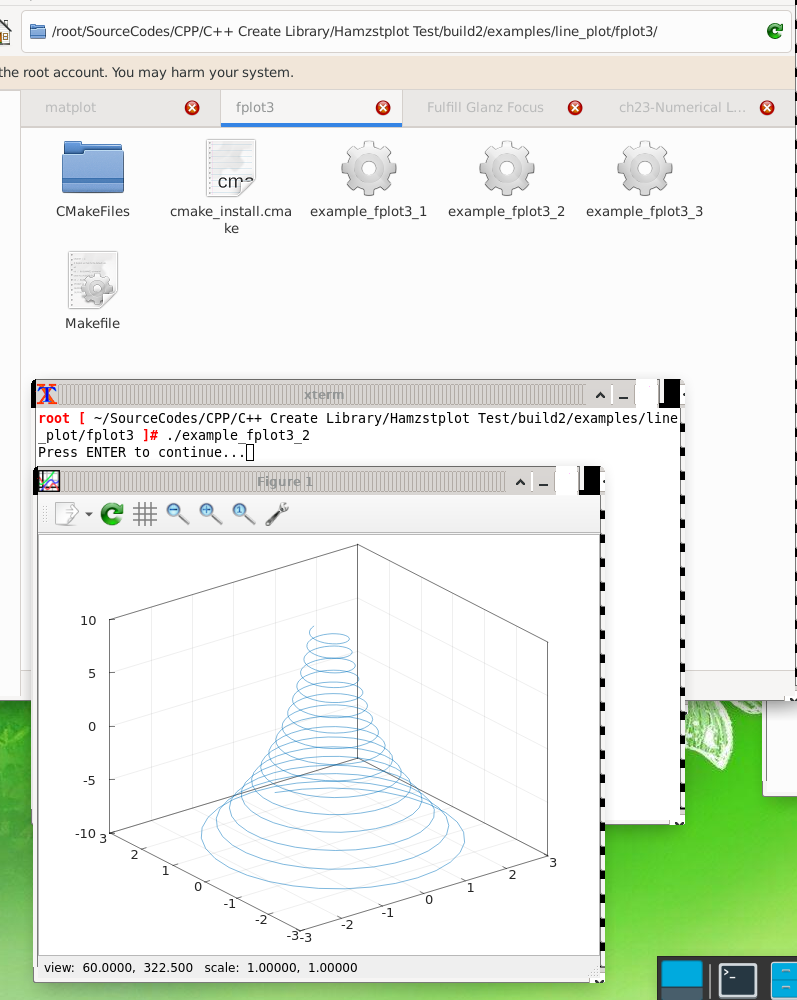 /root/SourceCodes/CPP/C++ Create Library/Hamzstplot Test/build2/examples/line_plot/fplot3/
the root account. You may harm your system.
matplot
fplot3
Fulfill Glanz Focus
ch23-Numerical L...
CMakeFiles
cmake_install.cma
ke
example_fplot3_1
example_fplot3_2
example_fplot3_3
Makefile
xterm
root [ ~/SourceCodes/CPP/C++ Create Library/Hamzstplot Test/build2/examples/line
_plot/fplot3 ]# ./example_fplot3_2
Press ENTER to continue...
Figure 1
10
5
0
-5
-10
3
2
1
0
-1
-2
-3
-3
-2
-1
0
1
2
3
view: 60.0000, 322.500 scale: 1.00000, 1.00000